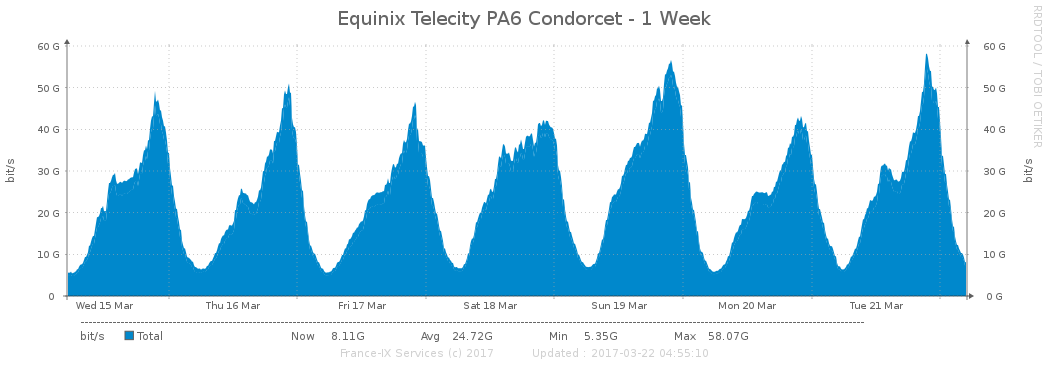 Equinix Telecity PA6 Condorcet - 1 Week
RRDTOOL / TOBI OETIKER
bit/s
bit/s
60 G 60 G
50 G 50 G
40 G 40 G
30 G 30 G
20 G 20 G
10 G 10 G
0 0 G
Wed 15 Mar Thu 16 Mar Fri 17 Mar Sat 18 Mar Sun 19 Mar Mon 20 Mar Tue 21 Mar
bit/s Total Now 8.11G Avg 24.72G Min 5.35G Max 58.07G
France-IX Services (c) 2017 Updated : 2017-03-22 04:55:10